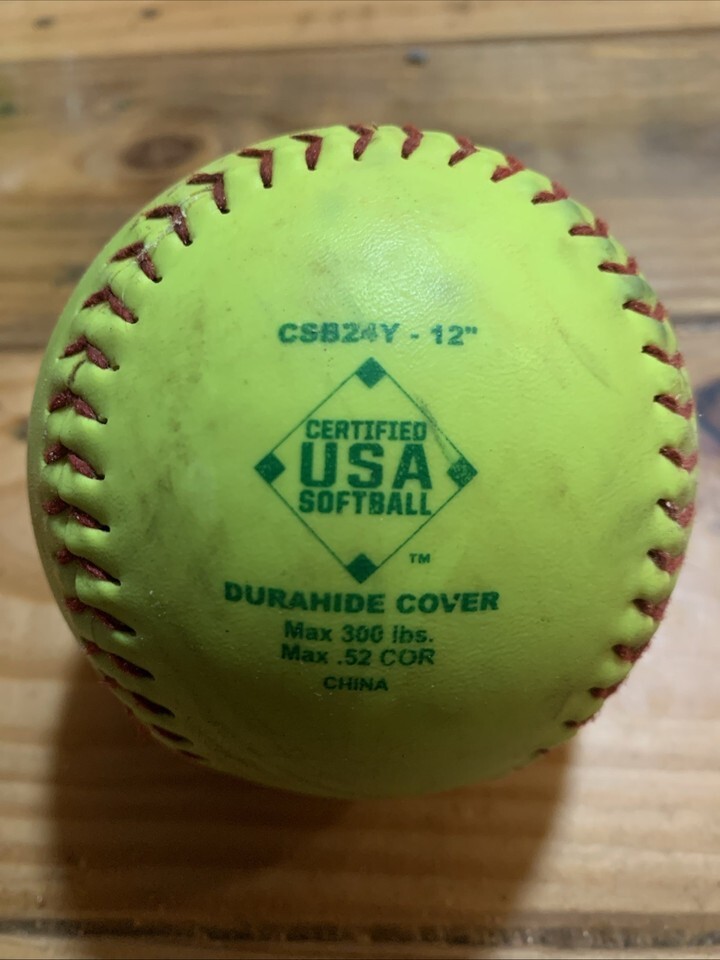 CSB24Y - 12"
CERTIFIED
USA
SOFTBALL
™
DURAHIDE COVER
Max 300 lbs.
Max .52 COR
CHINA